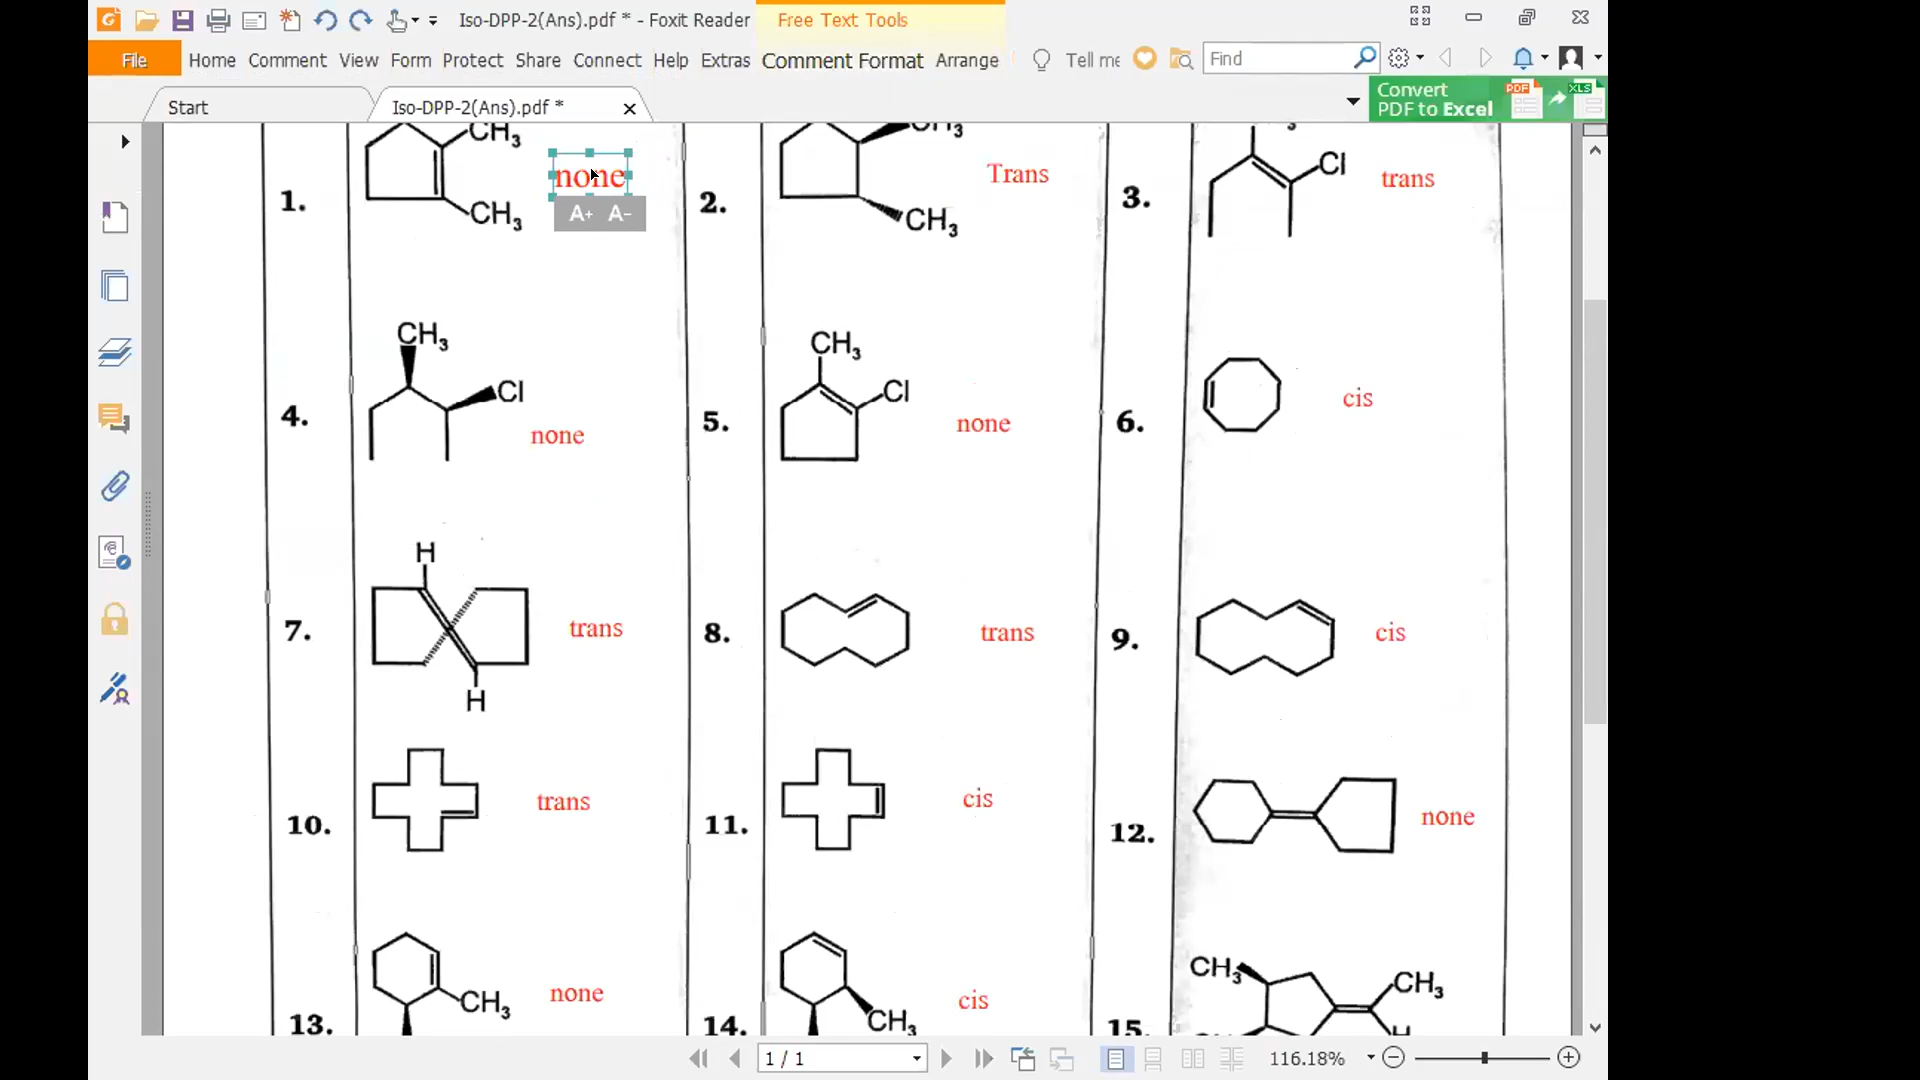 Iso-DPP-2(Ans).pdf * - Foxit Reader
Free Text Tools
File Home Comment View Form Protect Share Connect Help Extras Comment Format Arrange Tell me Find
Start
Iso-DPP-2(Ans).pdf *
Convert
PDF to Excel
PDF XLS
CH3
none
A+ A-
1.
CH3
CH3
Trans
2.
CH3
3
Cl
trans
3.
CH3
Cl
4.
none
CH3
Cl
5.
none
6.
cis
H
7.
trans
H
8.
trans
9.
cis
10.
trans
11.
cis
12.
none
13.
CH3
none
14.
CH3
cis
CH3
CH3
15.
H
1 / 1
116.18%